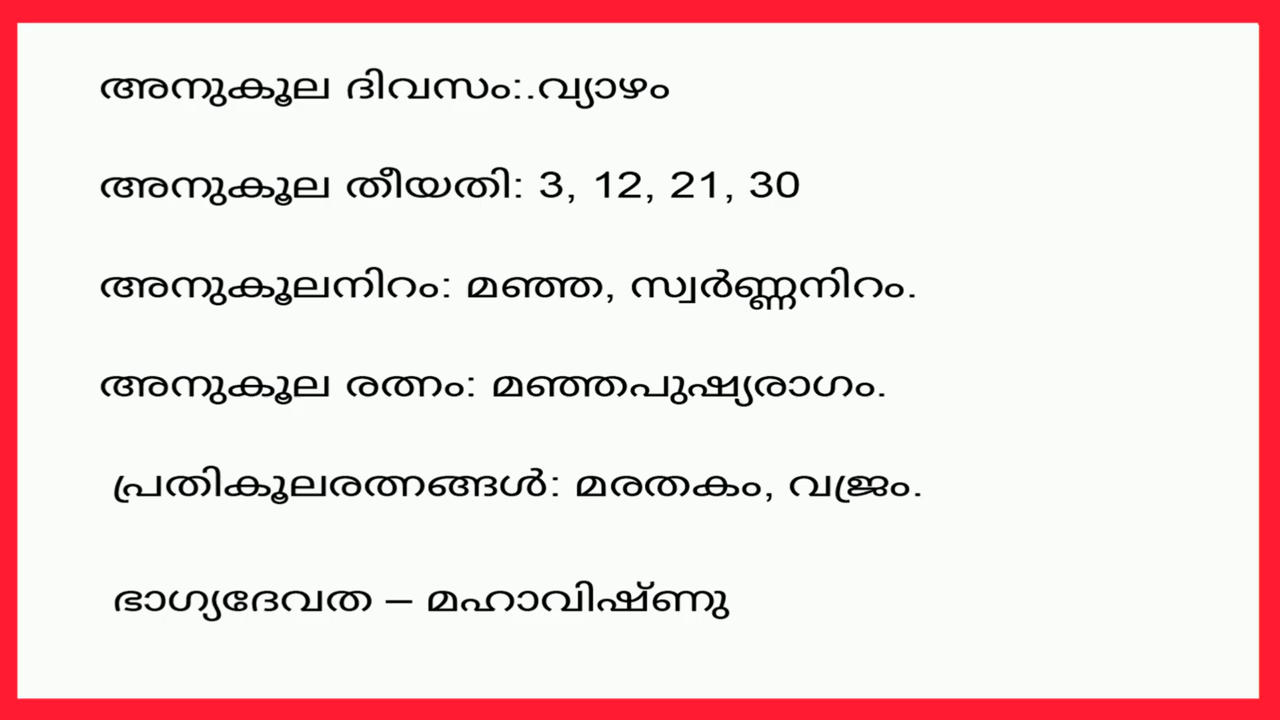 അനുകൂല ദിവസം:.വ്യാഴം
അനുകൂല തീയതി: 3, 12, 21, 30
അനുകൂലനിറം: മഞ്ഞ, സ്വർണ്ണനിറം.
അനുകൂല രത്നം: മഞ്ഞപുഷ്യരാഗം.
പ്രതികൂലരത്നങ്ങൾ: മരതകം, വജ്രം.
ഭാഗ്യദേവത – മഹാവിഷ്ണു